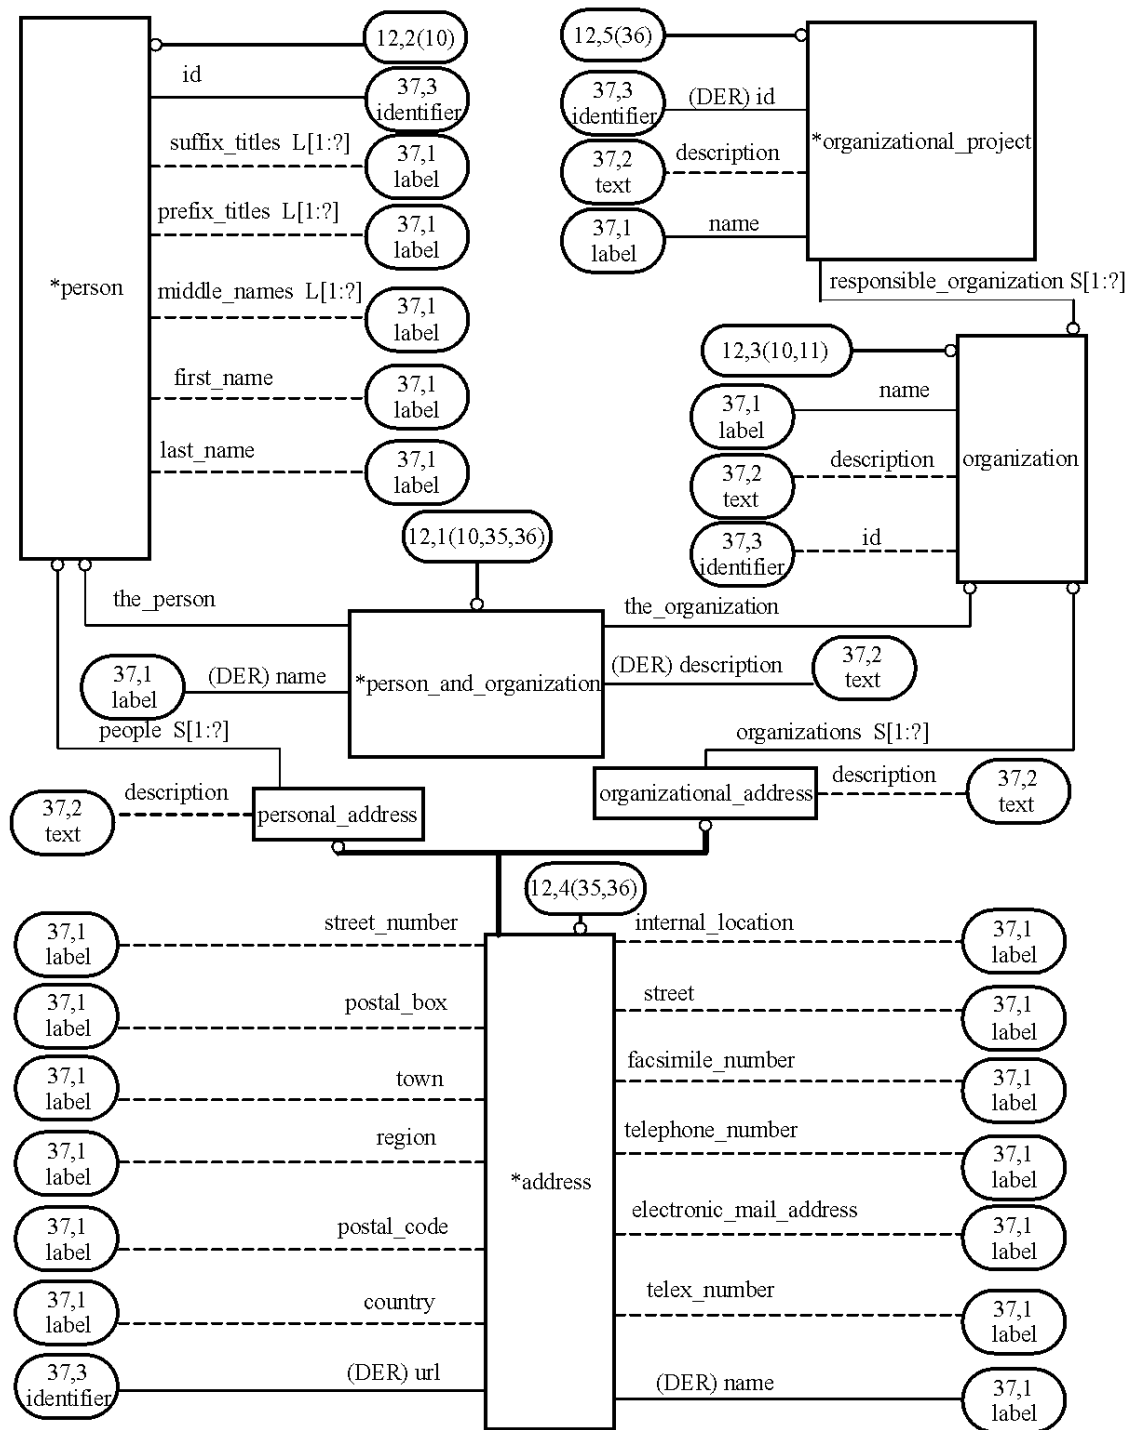 12,2(10)
id
37,3
identifier
suffix_titles L[1:?]
37,1
label
prefix_titles L[1:?]
37,1
label
*person
middle_names L[1:?]
37,1
label
first_name
37,1
label
last_name
37,1
label
12,5(36)
37,3
identifier
(DER) id
37,2
text
description
37,1
label
name
*organizational_project
responsible_organization S[1:?]
12,3(10,11)
37,1
label
name
37,2
text
description
37,3
identifier
id
organization
12,1(10,35,36)
the_person
the_organization
37,1
label
(DER) name
*person_and_organization
(DER) description
37,2
text
people S[1:?]
organizations S[1:?]
37,2
text
description
personal_address
organizational_address
description
37,2
text
12,4(35,36)
37,1
label
street_number
37,1
label
postal_box
37,1
label
town
37,1
label
region
37,1
label
postal_code
37,1
label
country
37,3
identifier
(DER) url
*address
internal_location
37,1
label
street
37,1
label
facsimile_number
37,1
label
telephone_number
37,1
label
electronic_mail_address
37,1
label
telex_number
37,1
label
(DER) name
37,1
label